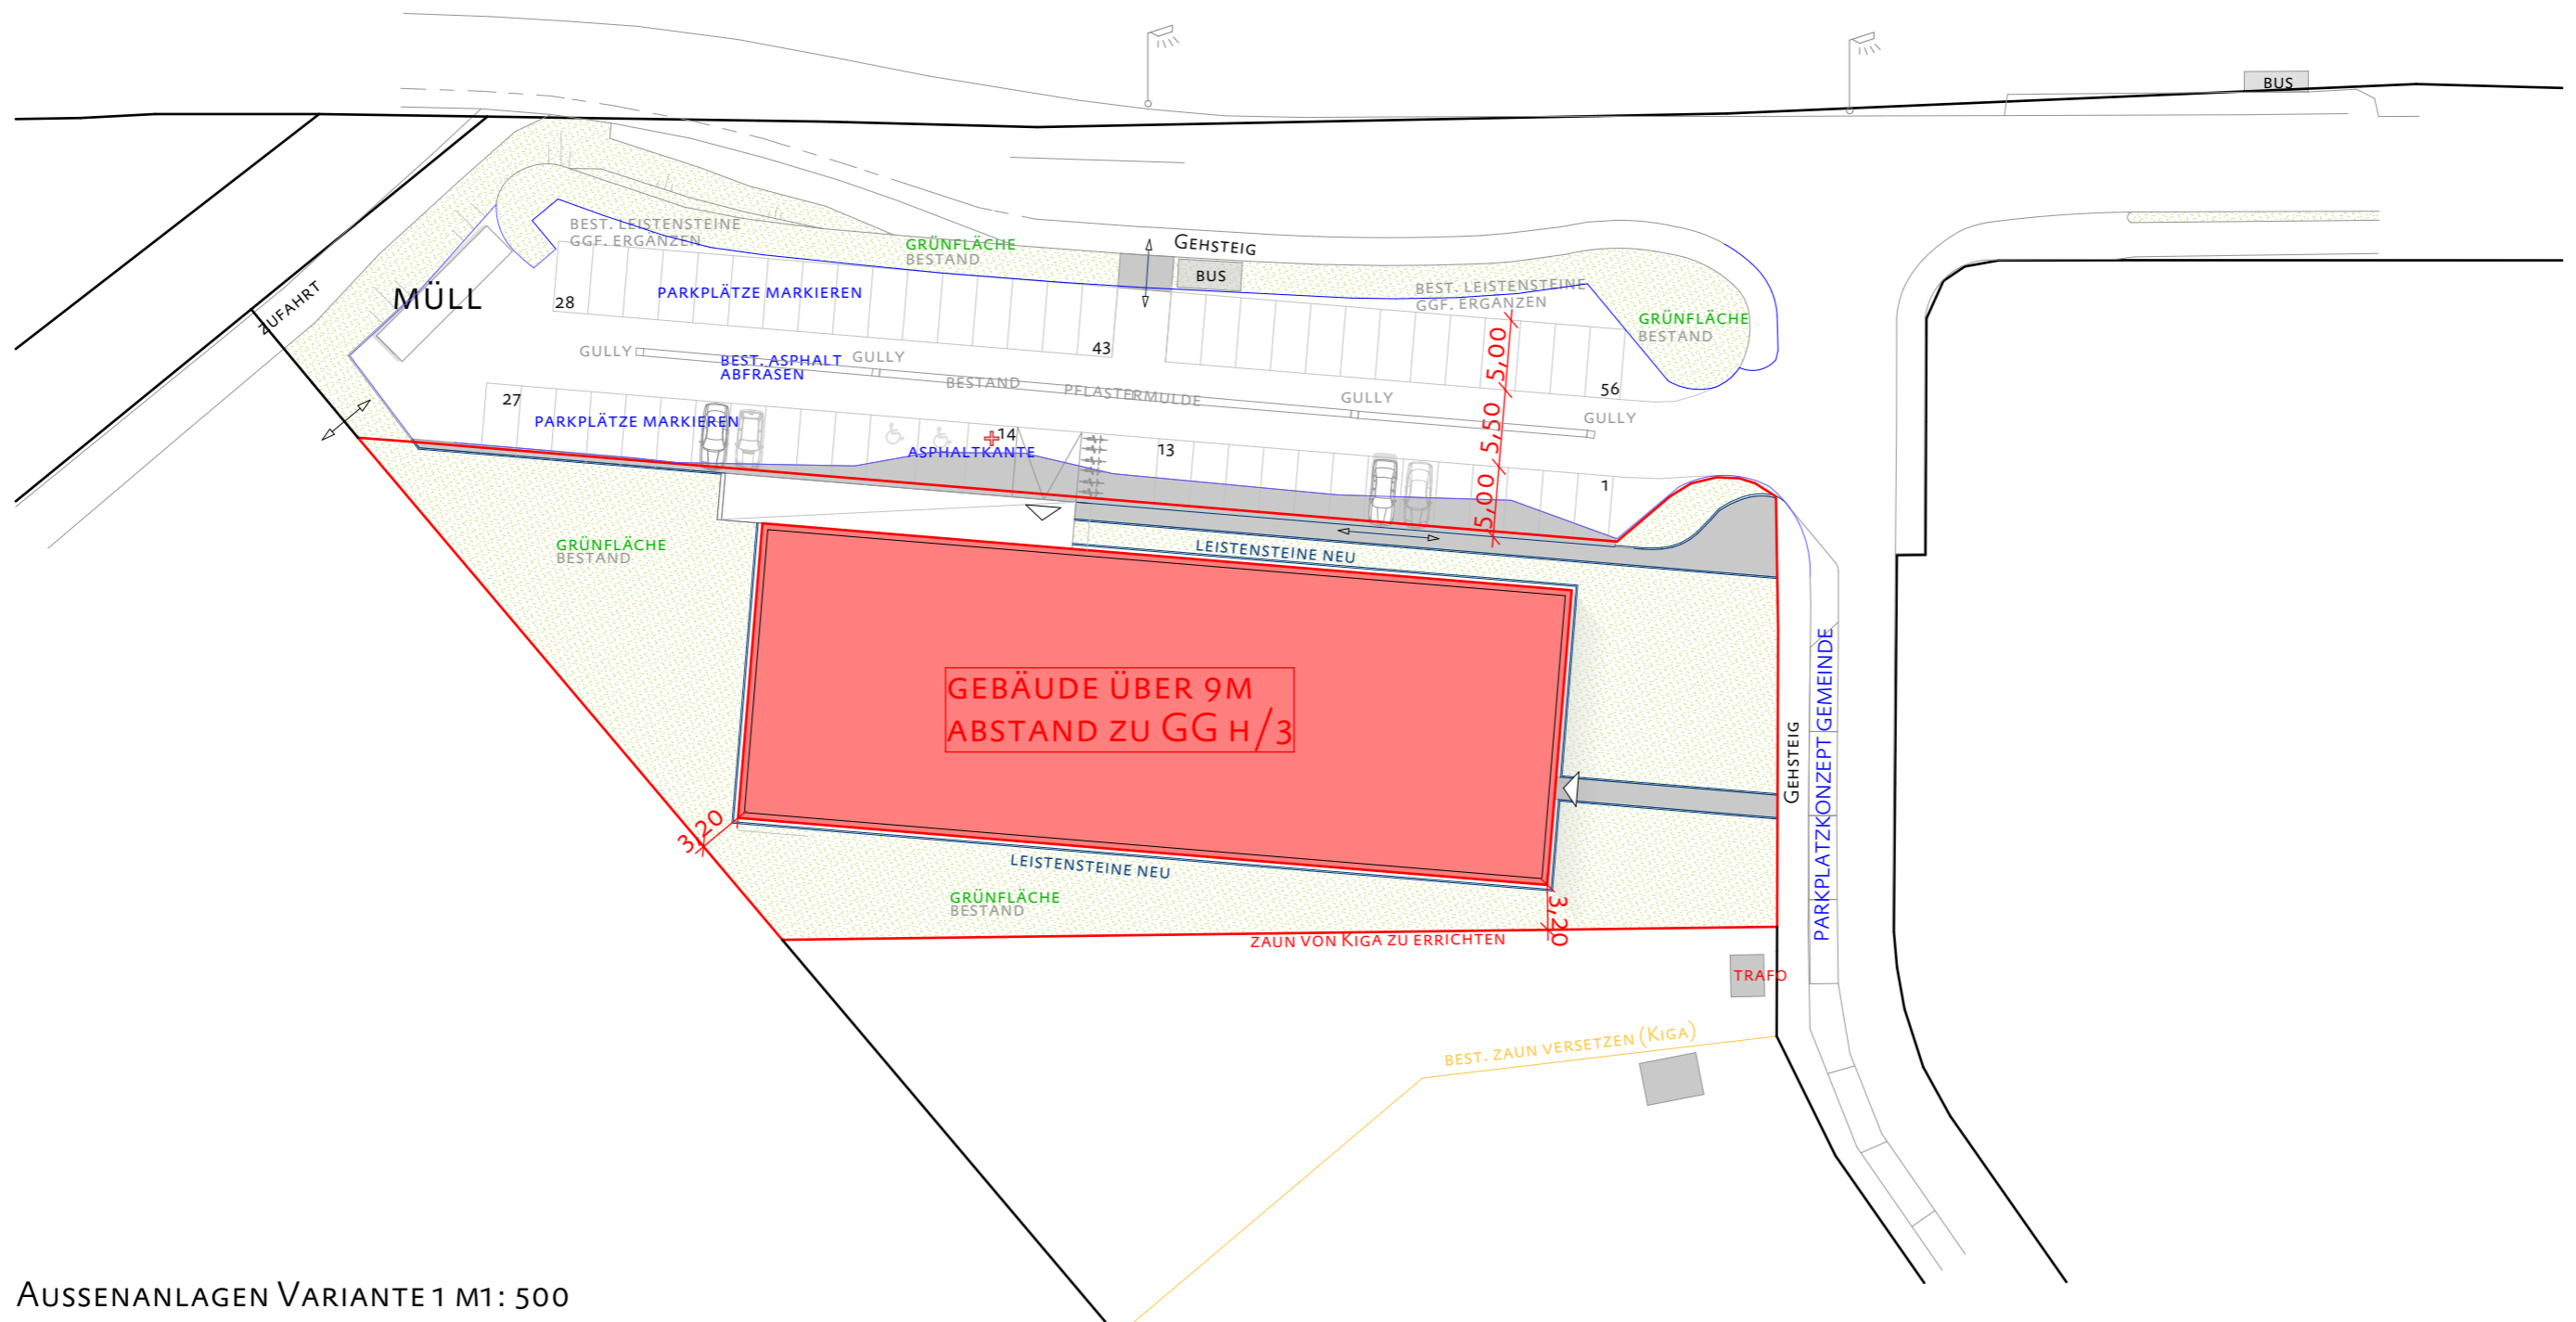 BUS
BEST. LEISTENSTEINE
GGF. ERGÄNZEN
GRÜNFLÄCHE
BESTAND
GEHSTEIG
BUS
BEST. LEISTENSTEINE
GGF. ERGÄNZEN
GRÜNFLÄCHE
BESTAND
ZUFAHRT
MÜLL
28
PARKPLÄTZE MARKIEREN
43
5,00
56
GULLY
BEST. ASPHALT
ABFRÄSEN
GULLY
BESTAND
PFLASTERMULDE
GULLY
GULLY
27
PARKPLÄTZE MARKIEREN
14
ASPHALTKANTE
13
5,50
5,00
1
GRÜNFLÄCHE
BESTAND
LEISTENSTEINE NEU
GEBÄUDE ÜBER 9M
ABSTAND ZU GG H/3
GEHSTEIG
PARKPLATZKONZEPT GEMEINDE
3,20
LEISTENSTEINE NEU
GRÜNFLÄCHE
BESTAND
3,20
ZAUN VON KIGA ZU ERRICHTEN
TRAFO
BEST. ZAUN VERSETZEN (KIGA)
AUSSENANLAGEN VARIANTE 1 M1: 500